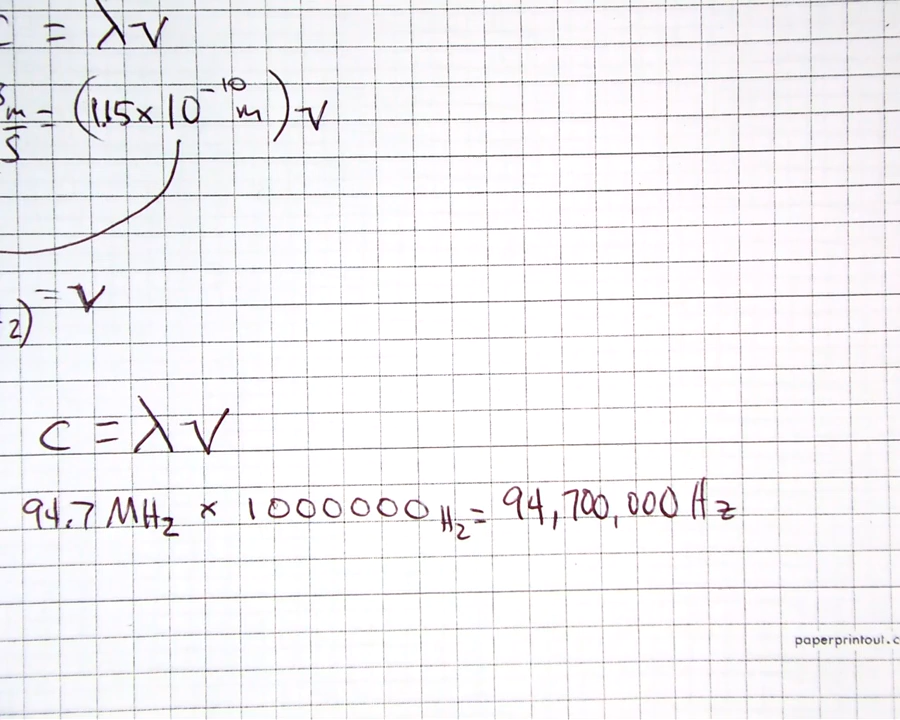 C = λν
m/s = (1.15 x 10⁻¹⁰ m) ν
2) = ν
C = λν
94.7 MHz x 1000000 Hz = 94,700,000 Hz
paperprintout.c